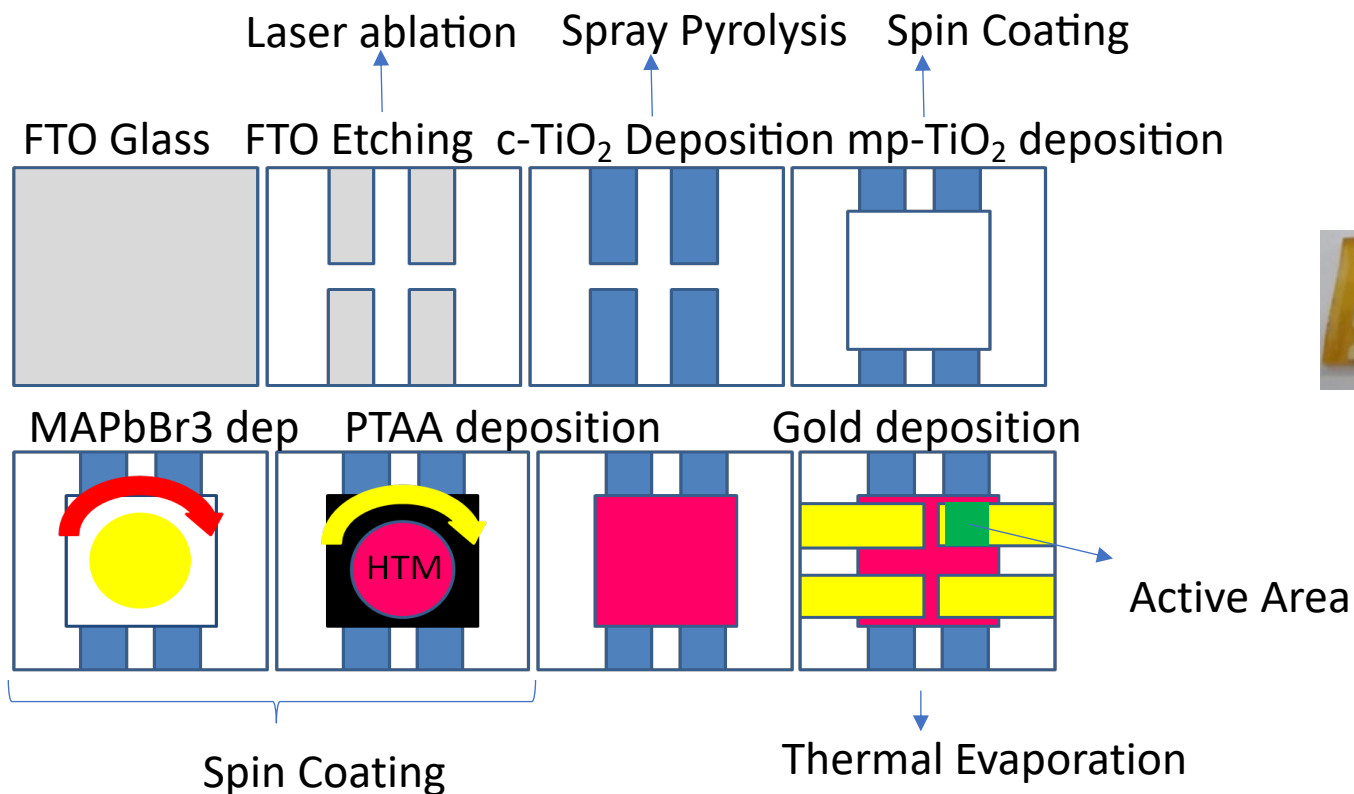 Laser ablation Spray Pyrolysis Spin Coating
FTO Glass FTO Etching c-TiO₂ Deposition mp-TiO₂ deposition
MAPbBr3 dep PTAA deposition Gold deposition
HTM
Active Area
Spin Coating
Thermal Evaporation